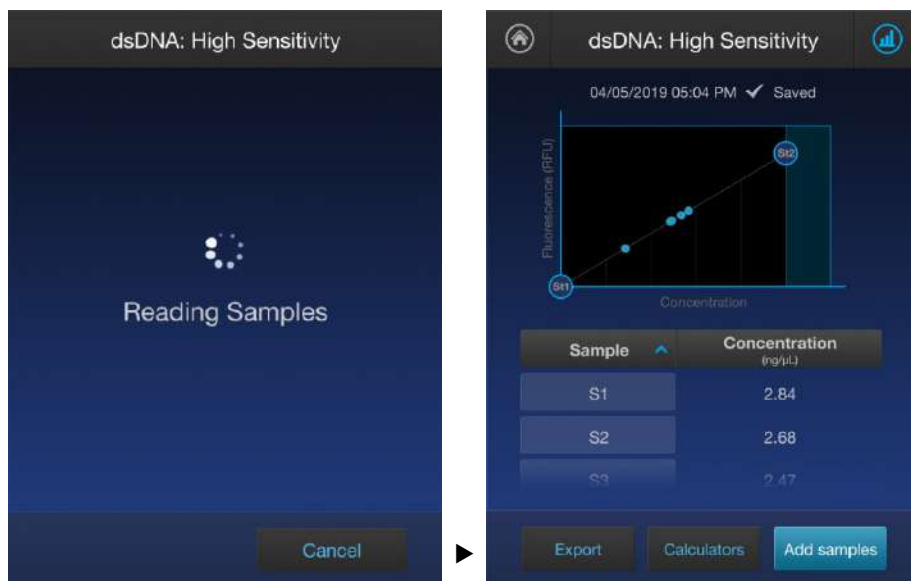 dsDNA: High Sensitivity
Reading Samples
Cancel
dsDNA: High Sensitivity
04/05/2019 05:04 PM ✓ Saved
Fluorescence (RFU)
St2
St1
Concentration
Sample Concentration
(ng/µL)
S1 2.84
S2 2.68
S3 2.47
Export Calculators Add samples